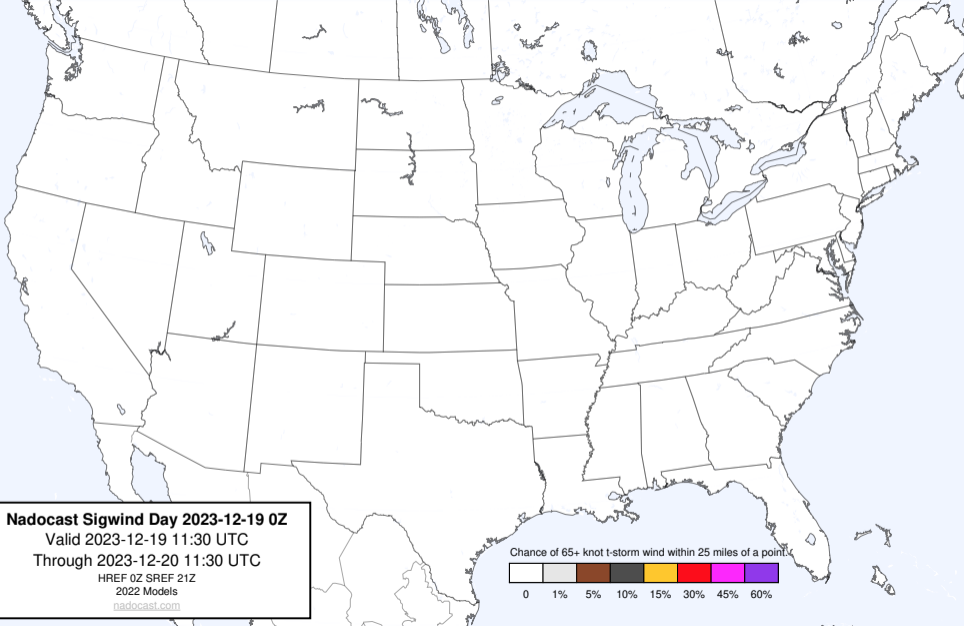 Nadocast Sigwind Day 2023-12-19 0Z
Valid 2023-12-19 11:30 UTC
Through 2023-12-20 11:30 UTC
HREF 0Z SREF 21Z
2022 Models
nadocast.com
Chance of 65+ knot t-storm wind within 25 miles of a point.
0 1% 5% 10% 15% 30% 45% 60%